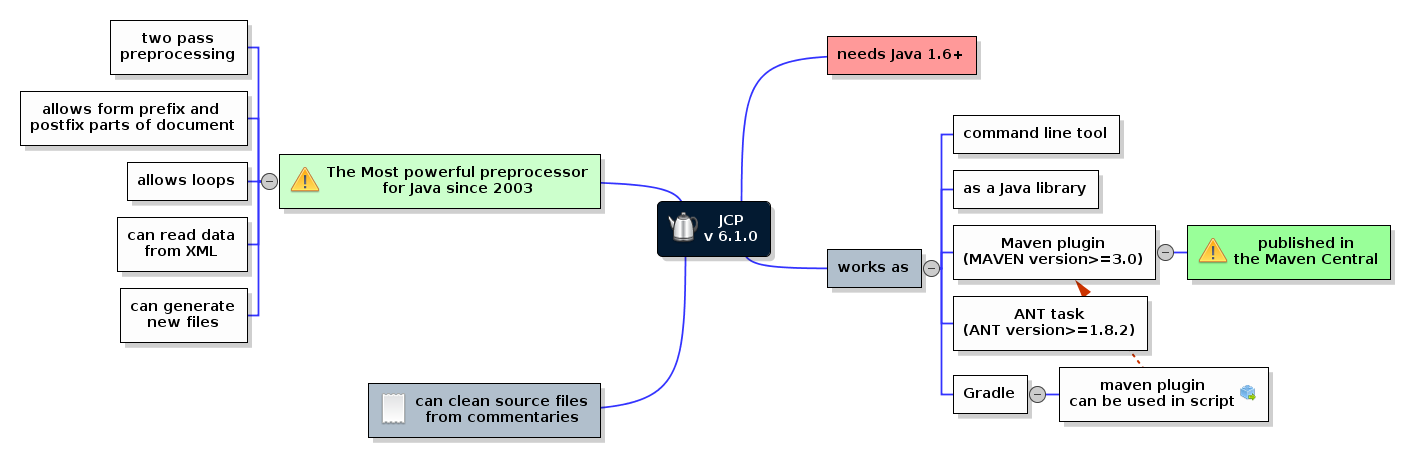 two pass
preprocessing
allows form prefix and
postfix parts of document
allows loops
can read data
from XML
can generate
new files
The Most powerful preprocessor
for Java since 2003
can clean source files
from commentaries
JCP
v 6.1.0
needs Java 1.6+
works as
command line tool
as a Java library
Maven plugin
(MAVEN version>=3.0)
published in
the Maven Central
ANT task
(ANT version>=1.8.2)
Gradle
maven plugin
can be used in script